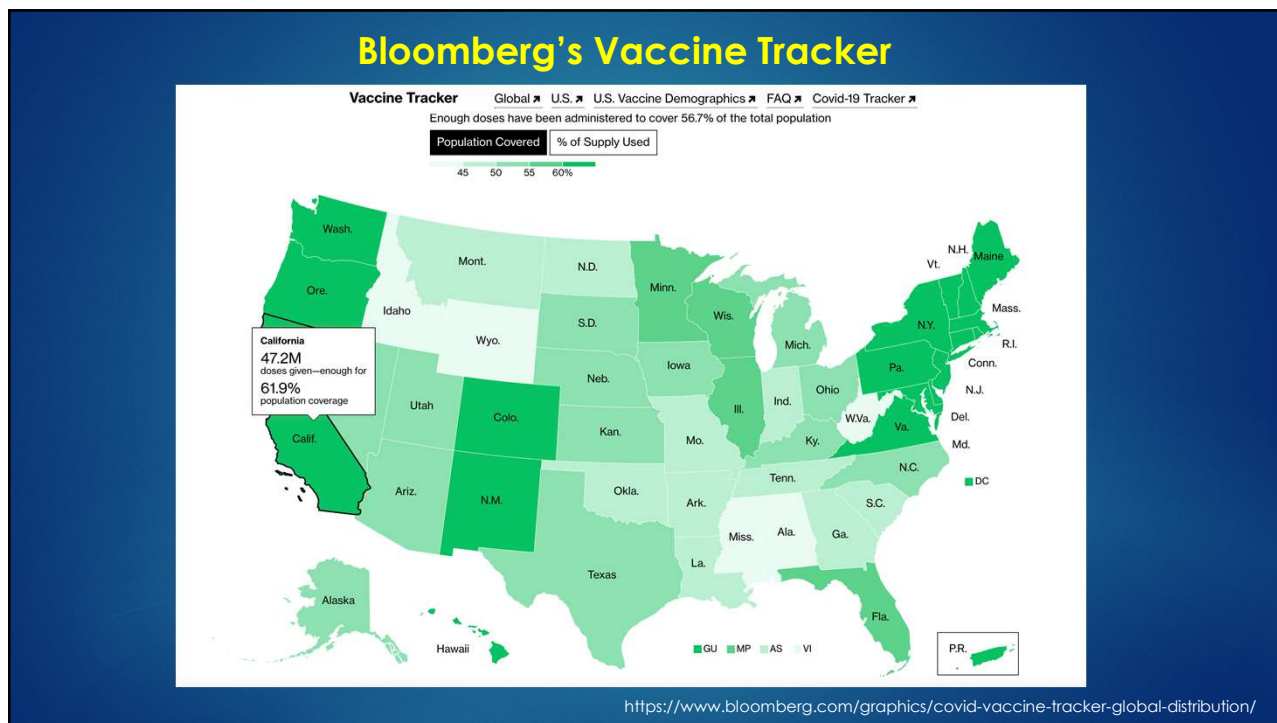 Bloomberg's Vaccine Tracker
Vaccine Tracker Global ↗ U.S. ↗ U.S. Vaccine Demographics ↗ FAQ ↗ Covid-19 Tracker ↗
Enough doses have been administered to cover 56.7% of the total population
Population Covered % of Supply Used
45 50 55 60%
Wash.
Mont.
N.D.
Minn.
Vt.
N.H.
Maine
Ore.
Idaho
Wyo.
S.D.
Wis.
Mich.
N.Y.
Mass.
R.I.
Conn.
California
47.2M
doses given—enough for
61.9%
population coverage
Calif.
Utah
Colo.
Neb.
Iowa
Kan.
Ill.
Ind.
Ohio
Pa.
N.J.
Del.
Md.
W.Va.
Va.
Mo.
Ky.
Ariz.
N.M.
Okla.
Ark.
Tenn.
N.C.
DC
S.C.
Texas
La.
Miss.
Ala.
Ga.
Alaska
Hawaii
Fla.
GU MP AS VI
P.R.
https://www.bloomberg.com/graphics/covid-vaccine-tracker-global-distribution/